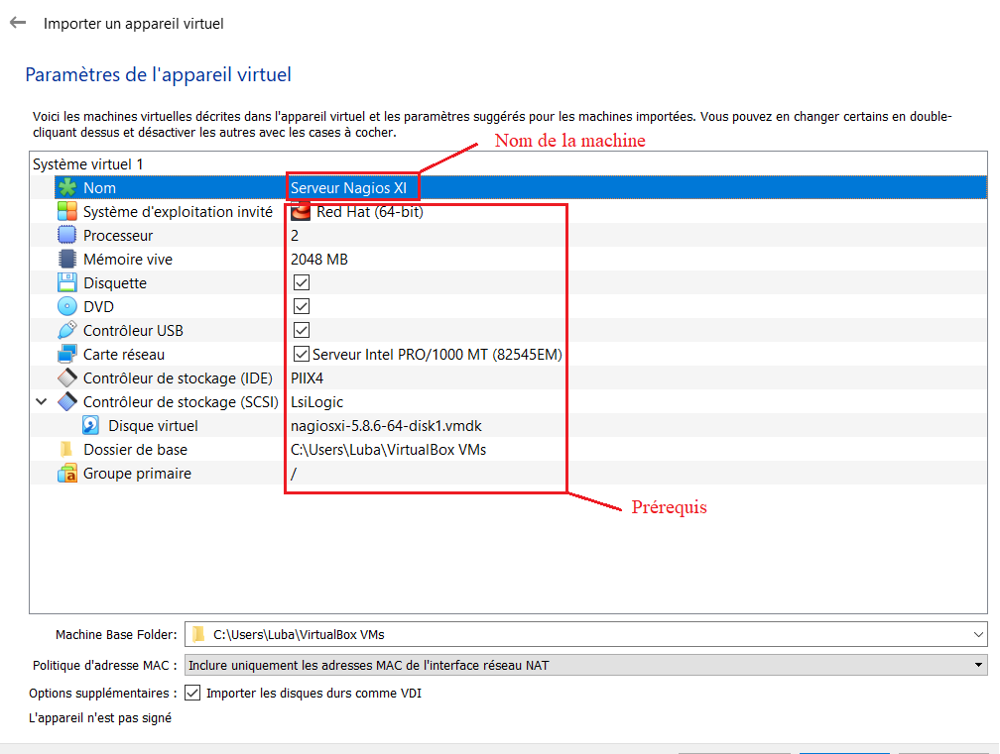 Importer un appareil virtuel
Paramètres de l'appareil virtuel
Voici les machines virtuelles décrites dans l'appareil virtuel et les paramètres suggérés pour les machines importées. Vous pouvez en changer certains en double-
cliquant dessus et désactiver les autres avec les cases à cocher.
Nom de la machine
Système virtuel 1
Nom Serveur Nagios XI
Système d'exploitation invité Red Hat (64-bit)
Processeur 2
Mémoire vive 2048 MB
Disquette
DVD
Contrôleur USB
Carte réseau Serveur Intel PRO/1000 MT (82545EM)
Contrôleur de stockage (IDE) PIIX4
Contrôleur de stockage (SCSI) LsiLogic
Disque virtuel nagiosxi-5.8.6-64-disk1.vmdk
Dossier de base C:\Users\Luba\VirtualBox VMs
Groupe primaire /
Prérequis
Machine Base Folder: C:\Users\Luba\VirtualBox VMs
Politique d'adresse MAC : Inclure uniquement les adresses MAC de l'interface réseau NAT
Options supplémentaires : Importer les disques durs comme VDI
L'appareil n'est pas signé